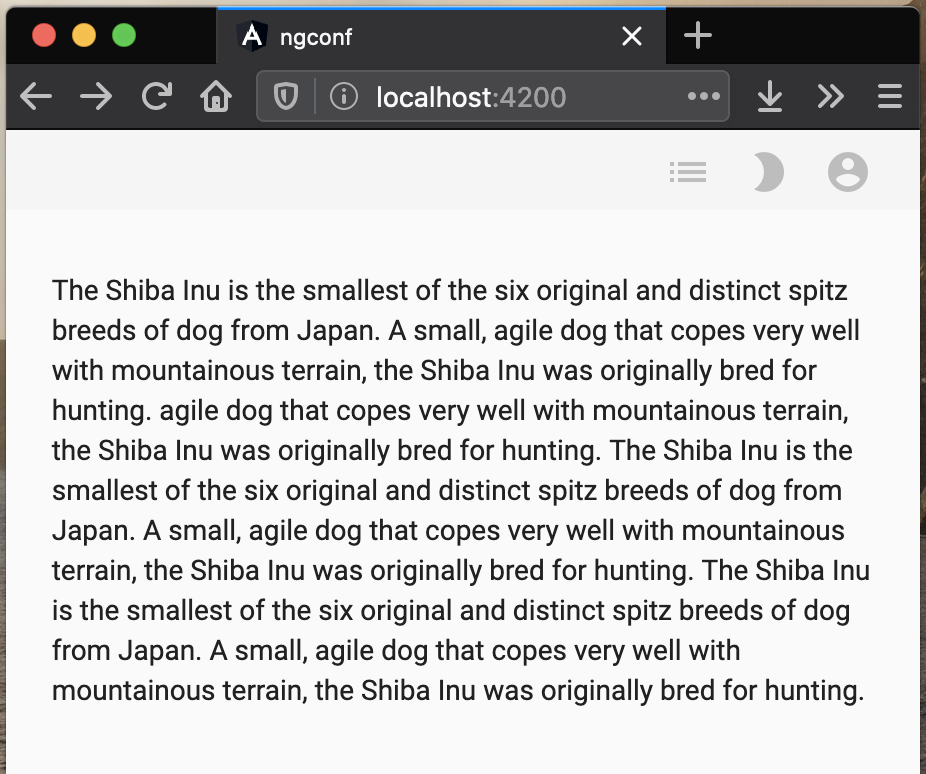 ngconf
localhost:4200
The Shiba Inu is the smallest of the six original and distinct spitz
breeds of dog from Japan. A small, agile dog that copes very well
with mountainous terrain, the Shiba Inu was originally bred for
hunting. agile dog that copes very well with mountainous terrain,
the Shiba Inu was originally bred for hunting. The Shiba Inu is the
smallest of the six original and distinct spitz breeds of dog from
Japan. A small, agile dog that copes very well with mountainous
terrain, the Shiba Inu was originally bred for hunting. The Shiba Inu
is the smallest of the six original and distinct spitz breeds of dog
from Japan. A small, agile dog that copes very well with
mountainous terrain, the Shiba Inu was originally bred for hunting.